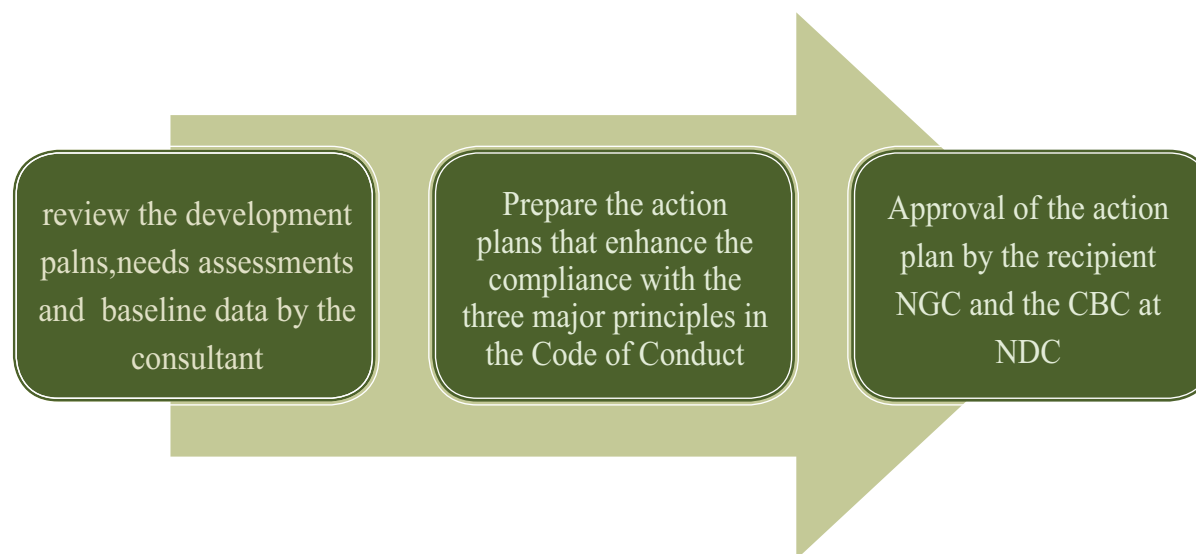 review the development
palns,needs assessments
and baseline data by the
consultant
Prepare the action
plans that enhance the
compliance with the
three major principles in
the Code of Conduct
Approval of the action
plan by the recipient
NGC and the CBC at
NDC